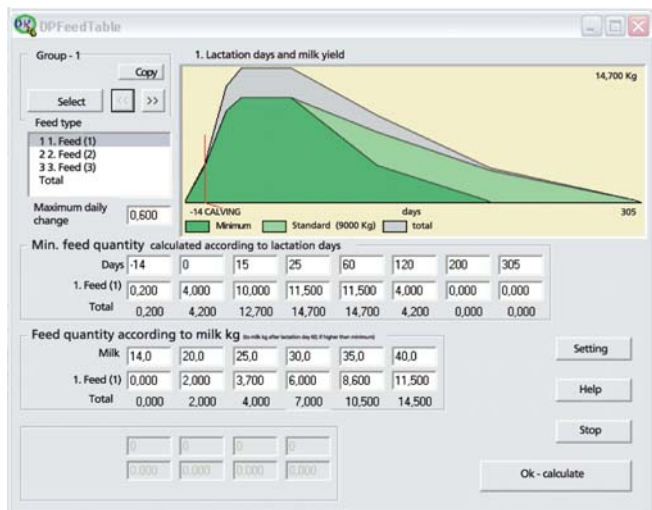 DPFeedTable
Group - 1
Copy
Select
<<
>>
Feed type
1 1. Feed (1)
2 2. Feed (2)
3 3. Feed (3)
Total
Maximum daily change 0,600
1. Lactation days and milk yield
14,700 Kg
-14 CALVING days 305
Minimum Standard (9000 Kg) total
Min. feed quantity calculated according to lactation days
Days -14 0 15 25 60 120 200 305
1. Feed (1) 0,200 4,000 10,000 11,500 11,500 4,000 0,000 0,000
Total 0,200 4,200 12,700 14,700 14,700 4,200 0,000 0,000
Feed quantity according to milk kg
Milk 14,0 20,0 25,0 30,0 35,0 40,0
1. Feed (1) 0,000 2,000 3,700 6,000 8,600 11,500
Total 0,000 2,000 4,000 7,000 10,500 14,500
0 0 0 0
0.000 0.000 0.000 0.000
Setting
Help
Stop
Ok - calculate